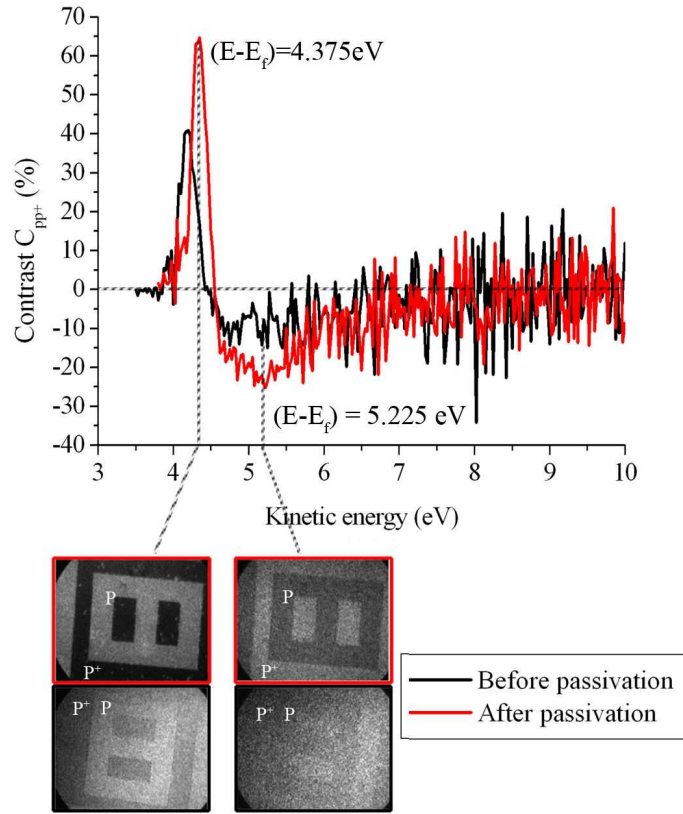 70
60
50
40
30
20
10
0
-10
-20
-30
-40
Contrast C_pp+ (%)
(E-E_f)=4.375eV
(E-E_f) = 5.225 eV
3 4 5 6 7 8 9 10
Kinetic energy (eV)
P
P+
P
P+
P+ P
P+ P
Before passivation
After passivation